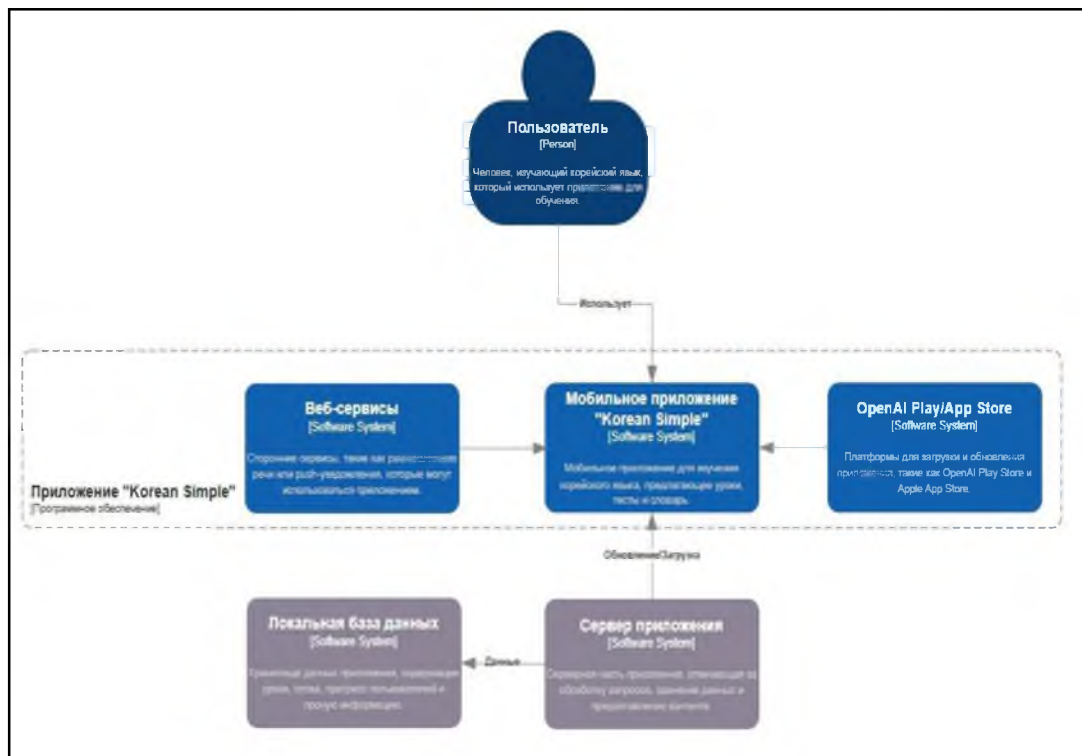 Пользователь
[Person]
Человек, изучающий корейский язык,
который использует приложение для
обучения.
Использует
Веб-сервисы
[Software System]
Сторонние сервисы, такие как распознавание
речи или push-уведомления, которые могут
использоваться приложением.
Мобильное приложение
"Korean Simple"
[Software System]
Мобильное приложение для изучения
корейского языка, предлагающее уроки,
тесты и словарь.
OpenAI Play/App Store
[Software System]
Платформы для загрузки и обновления
приложения, такие как OpenAI Play Store и
Apple App Store.
Приложение "Korean Simple"
[Программное обеспечение]
Обновление/Загрузка
Локальная база данных
[Software System]
данных приложения, содержащая
уроки, тесты, прогресс пользователей и
прочую информацию.
Данные
Сервер приложения
[Software System]
Серверная часть приложения, отвечающая за
обработку запросов, хранение данных и
предоставление контента.